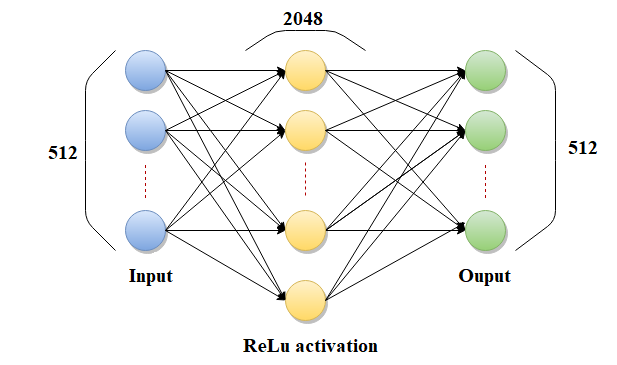 2048
512
512
Input
Ouput
ReLu activation